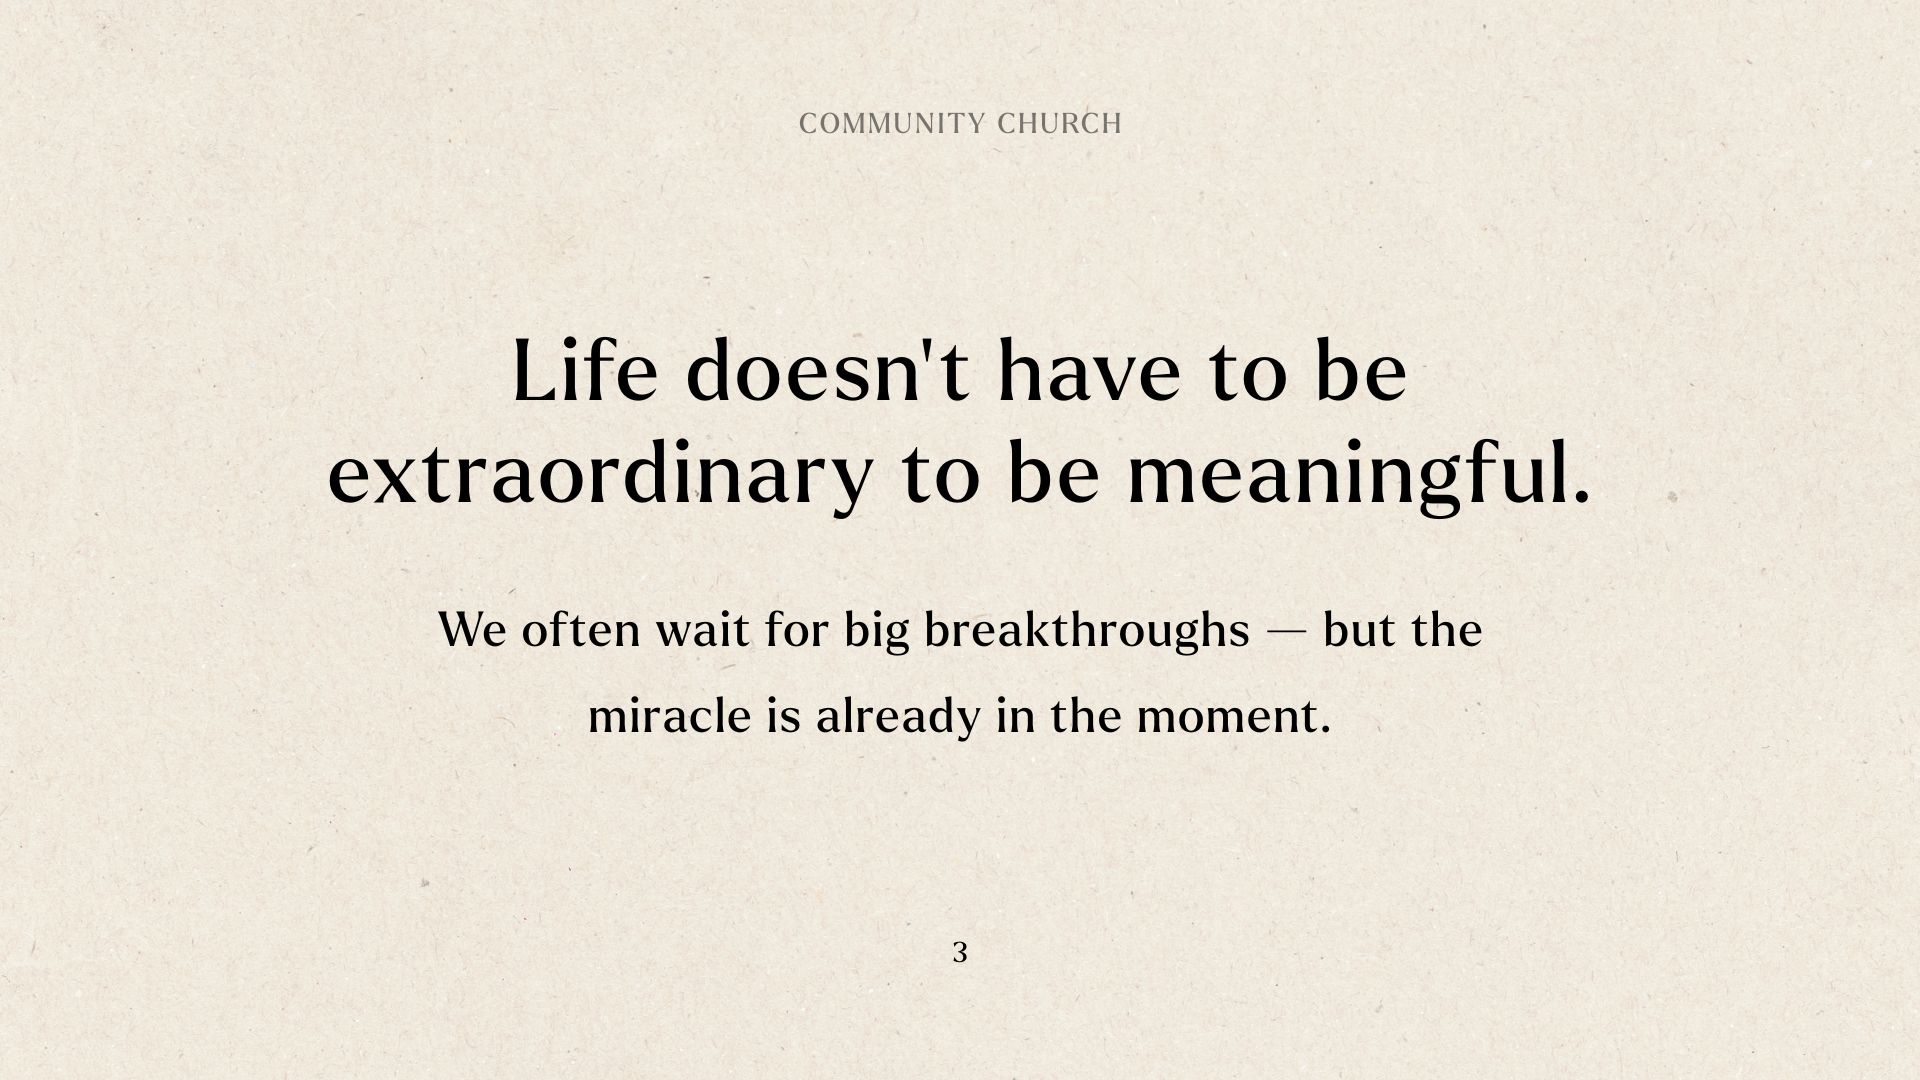 COMMUNITY CHURCH
Life doesn't have to be
extraordinary to be meaningful.
We often wait for big breakthroughs — but the
miracle is already in the moment.
3